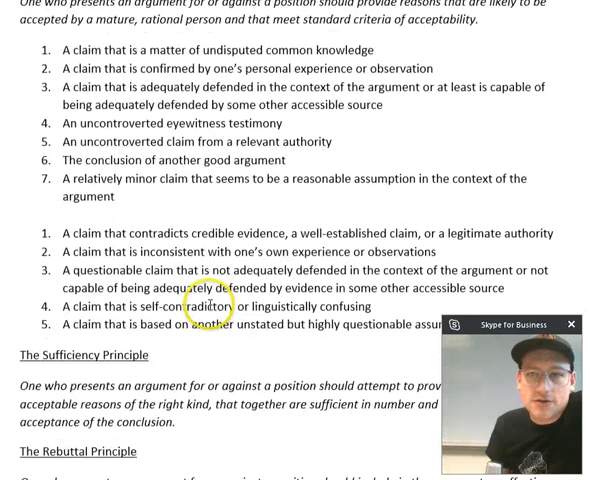 One who presents an argument for or against a position should provide reasons that are likely to be
accepted by a mature, rational person and that meet standard criteria of acceptability.
1. A claim that is a matter of undisputed common knowledge
2. A claim that is confirmed by one's personal experience or observation
3. A claim that is adequately defended in the context of the argument or at least is capable of
being adequately defended by some other accessible source
4. An uncontroverted eyewitness testimony
5. An uncontroverted claim from a relevant authority
6. The conclusion of another good argument
7. A relatively minor claim that seems to be a reasonable assumption in the context of the
argument
1. A claim that contradicts credible evidence, a well-established claim, or a legitimate authority
2. A claim that is inconsistent with one's own experience or observations
3. A questionable claim that is not adequately defended in the context of the argument or not
capable of being adequately defended by evidence in some other accessible source
4. A claim that is self-contradictory or linguistically confusing
5. A claim that is based on another unstated but highly questionable assu
Skype for Business
The Sufficiency Principle
One who presents an argument for or against a position should attempt to prov
acceptable reasons of the right kind, that together are sufficient in number and
acceptance of the conclusion.
The Rebuttal Principle